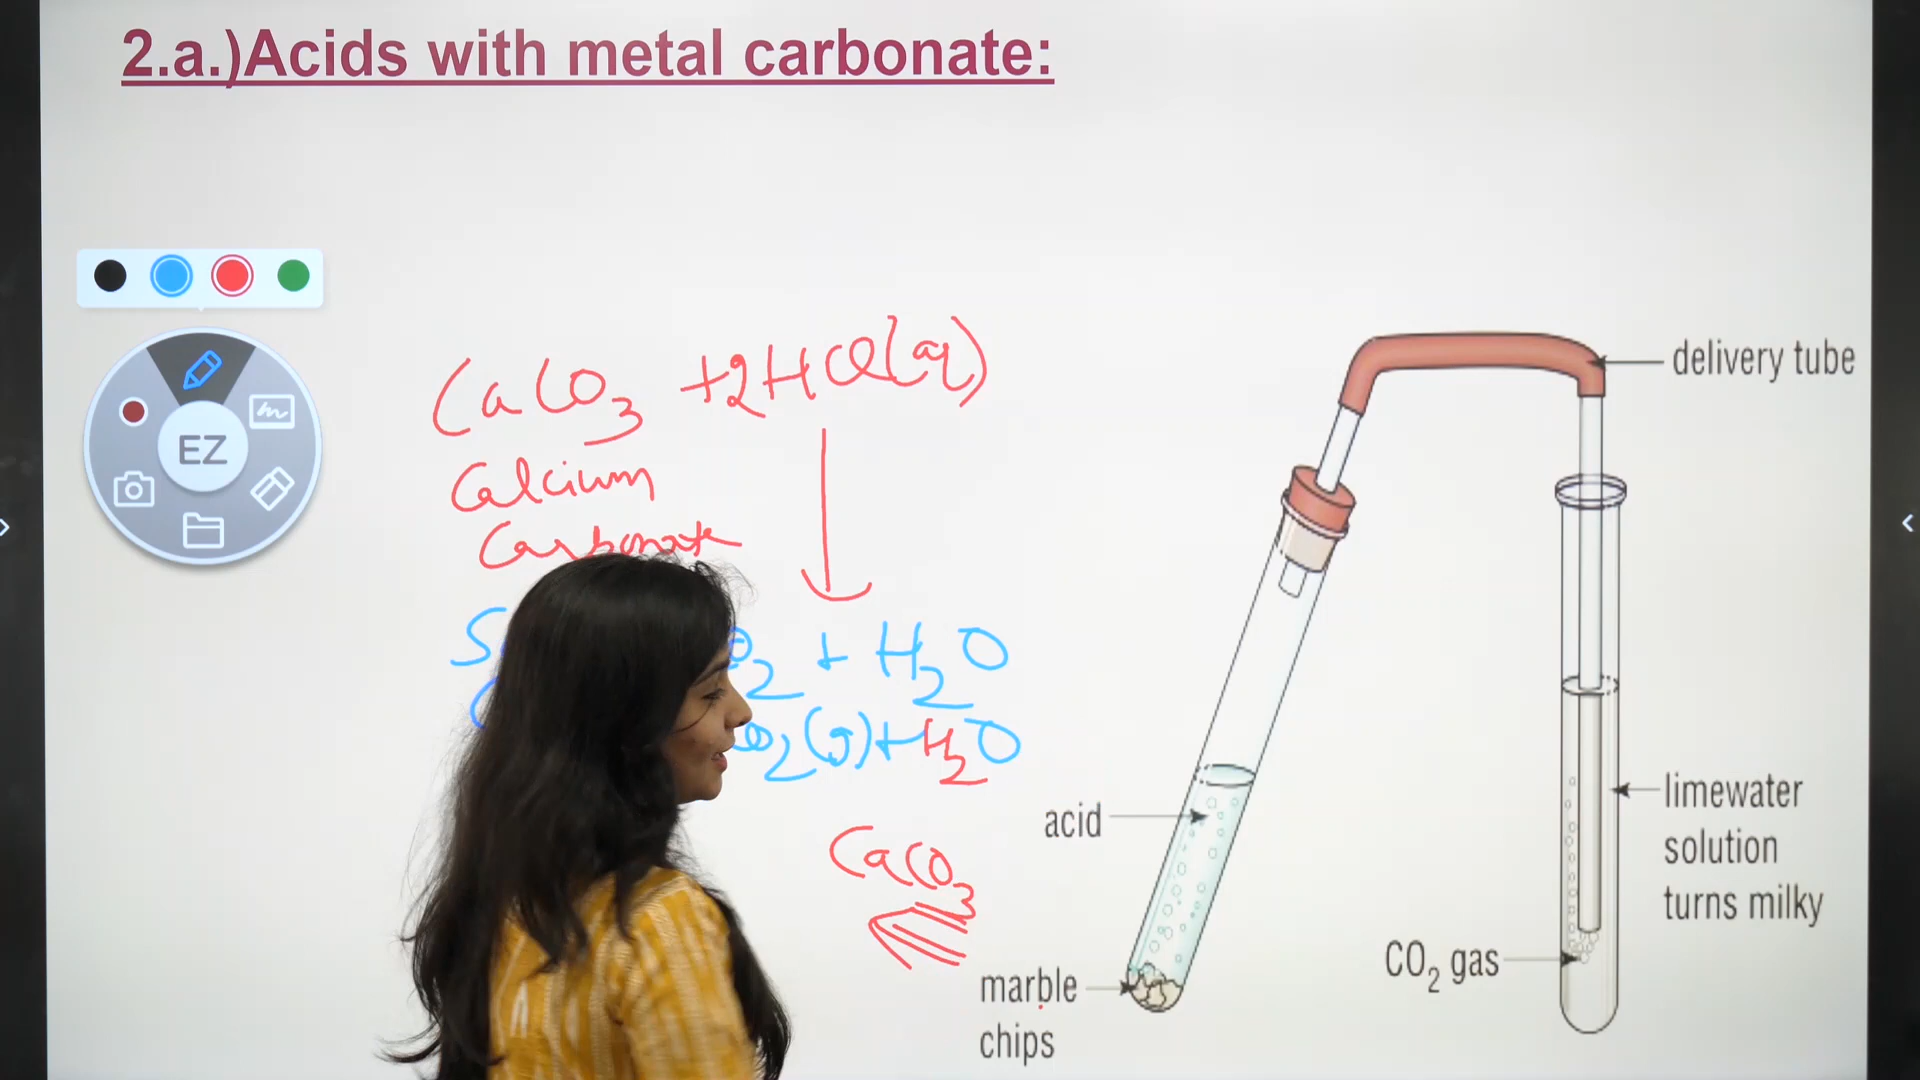 2.a.)Acids with metal carbonate:
EZ
CaCO3 +2HCl(aq)
Calcium
Carbonate
+ H2O
2(g)+H2O
CaCO3
delivery tube
acid
marble
chips
limewater
solution
turns milky
CO2 gas